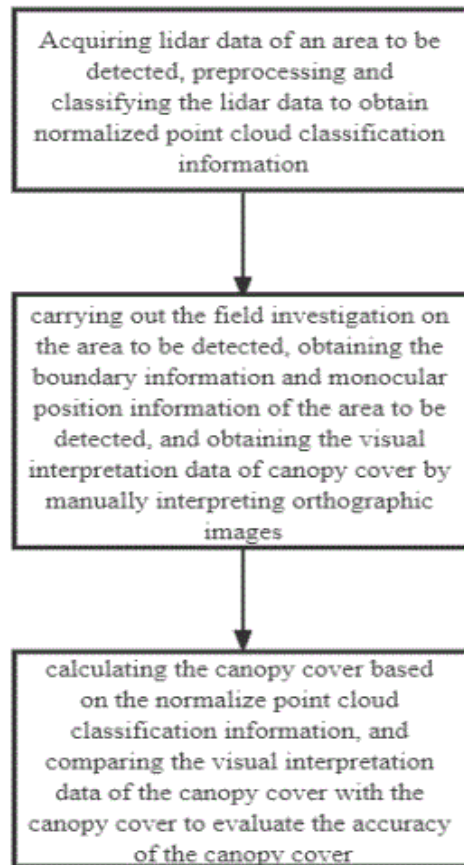 Acquiring lidar data of an area to be
detected, preprocessing and
classifying the lidar data to obtain
normalized point cloud classification
information
carrying out the field investigation on
the area to be detected, obtaining the
boundary information and monocular
position information of the area to be
detected, and obtaining the visual
interpretation data of canopy cover by
manually interpreting orthographic
images
calculating the canopy cover based
on the normalize point cloud
classification information, and
comparing the visual interpretation
data of the canopy cover with the
canopy cover to evaluate the accuracy
of the canopy cover